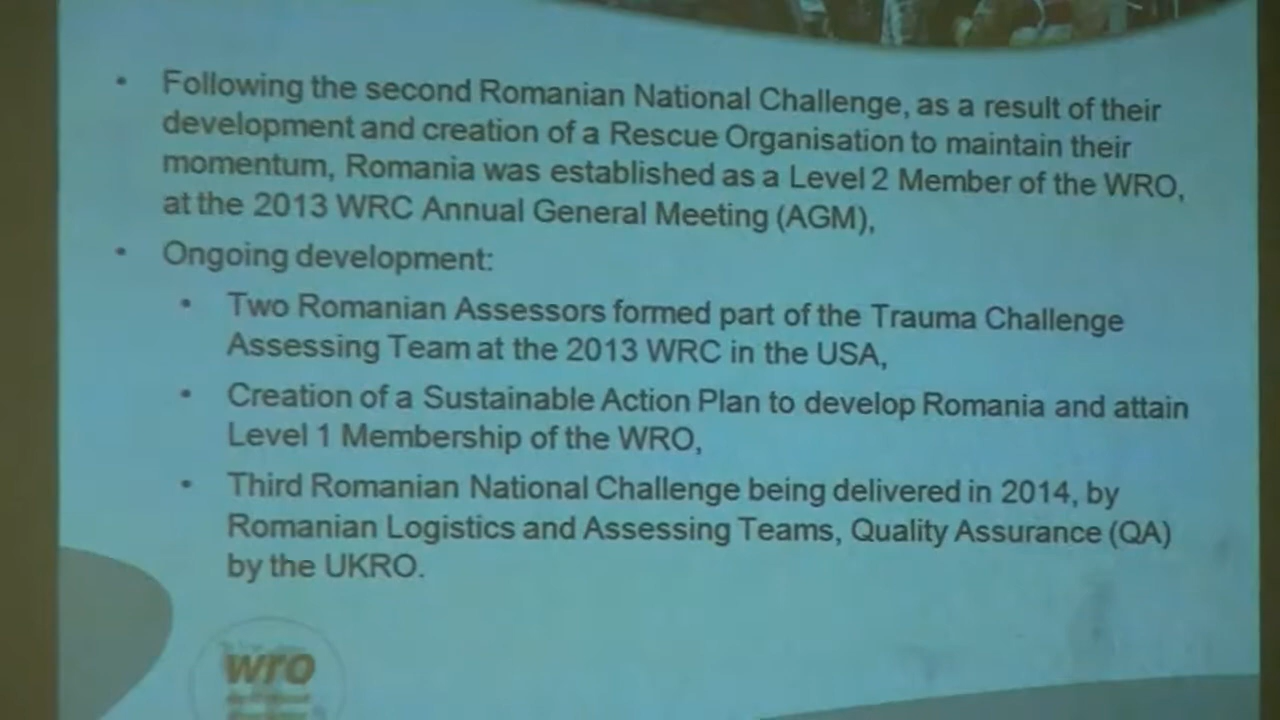 • Following the second Romanian National Challenge, as a result of their
development and creation of a Rescue Organisation to maintain their
momentum, Romania was established as a Level 2 Member of the WRO,
at the 2013 WRC Annual General Meeting (AGM),
• Ongoing development:
• Two Romanian Assessors formed part of the Trauma Challenge
Assessing Team at the 2013 WRC in the USA,
• Creation of a Sustainable Action Plan to develop Romania and attain
Level 1 Membership of the WRO,
• Third Romanian National Challenge being delivered in 2014, by
Romanian Logistics and Assessing Teams, Quality Assurance (QA)
by the UKRO.
wro